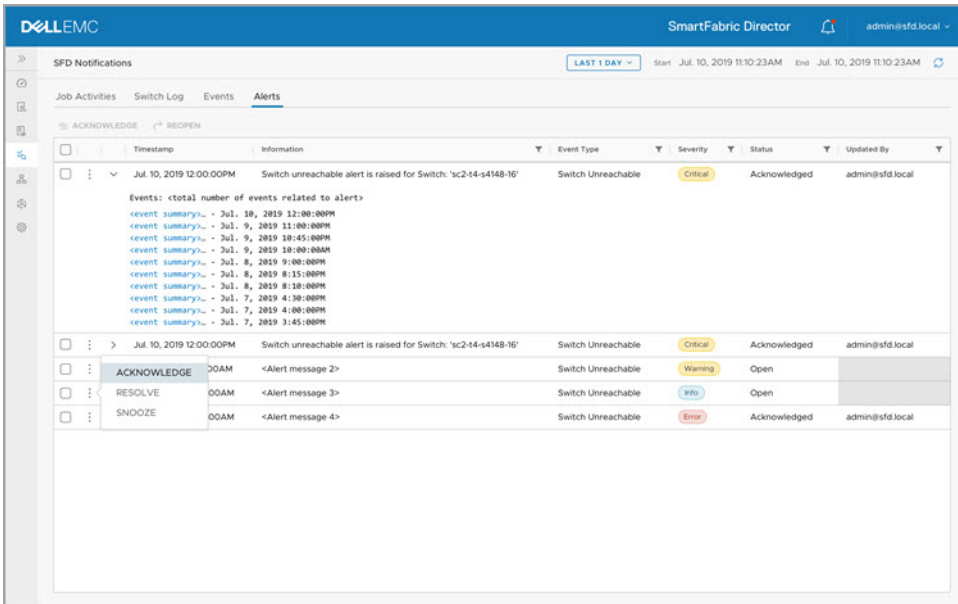 DELLEMC SmartFabric Director admin@sfd.local
SFD Notifications LAST 1 DAY Start Jul. 10, 2019 11:10:23AM End Jul. 10, 2019 11:10:23AM
Job Activities Switch Log Events Alerts
ACKNOWLEDGE REOPEN
Timestamp Information Event Type Severity Status Updated By
Jul. 10, 2019 12:00:00PM Switch unreachable alert is raised for Switch: 'sc2-t4-s4148-16' Switch Unreachable Critical Acknowledged admin@sfd.local
Events: <total number of events related to alert>
<event summary>… - Jul. 10, 2019 12:00:00PM
<event summary>… - Jul. 9, 2019 11:00:00PM
<event summary>… - Jul. 9, 2019 10:45:00PM
<event summary>… - Jul. 9, 2019 10:00:00AM
<event summary>… - Jul. 8, 2019 9:00:00PM
<event summary>… - Jul. 8, 2019 8:15:00PM
<event summary>… - Jul. 8, 2019 8:10:00PM
<event summary>… - Jul. 7, 2019 4:30:00PM
<event summary>… - Jul. 7, 2019 4:00:00PM
<event summary>… - Jul. 7, 2019 3:45:00PM
Jul. 10, 2019 12:00:00PM Switch unreachable alert is raised for Switch: 'sc2-t4-s4148-16' Switch Unreachable Critical Acknowledged admin@sfd.local
ACKNOWLEDGE 00AM <Alert message 2> Switch Unreachable Warning Open
RESOLVE 00AM <Alert message 3> Switch Unreachable Info Open
SNOOZE 00AM <Alert message 4> Switch Unreachable Error Acknowledged admin@sfd.local